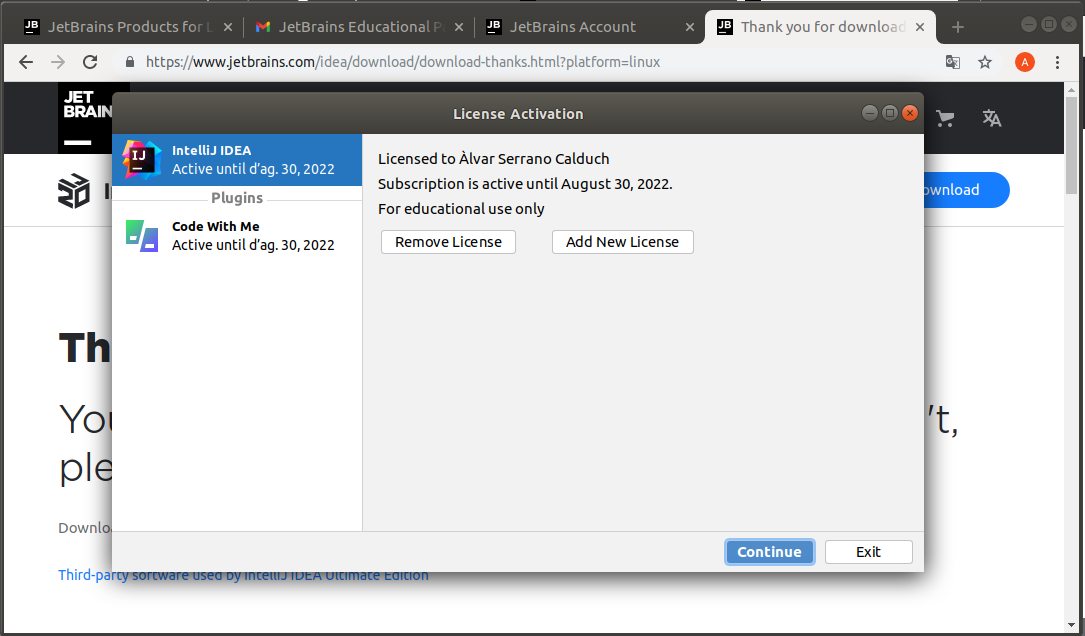 JetBrains Products for L
JetBrains Educational P
JetBrains Account
Thank you for download
https://www.jetbrains.com/idea/download/download-thanks.html?platform=linux
A
JET
BRAIN
License Activation
IJ
IntelliJ IDEA
Active until d'ag. 30, 2022
Plugins
Code With Me
Active until d'ag. 30, 2022
Licensed to Àlvar Serrano Calduch
Subscription is active until August 30, 2022.
For educational use only
Remove License
Add New License
ownload
Th
You 't,
ple
Downlo
Continue
Exit
Third-party software used by IntelliJ IDEA Ultimate Edition